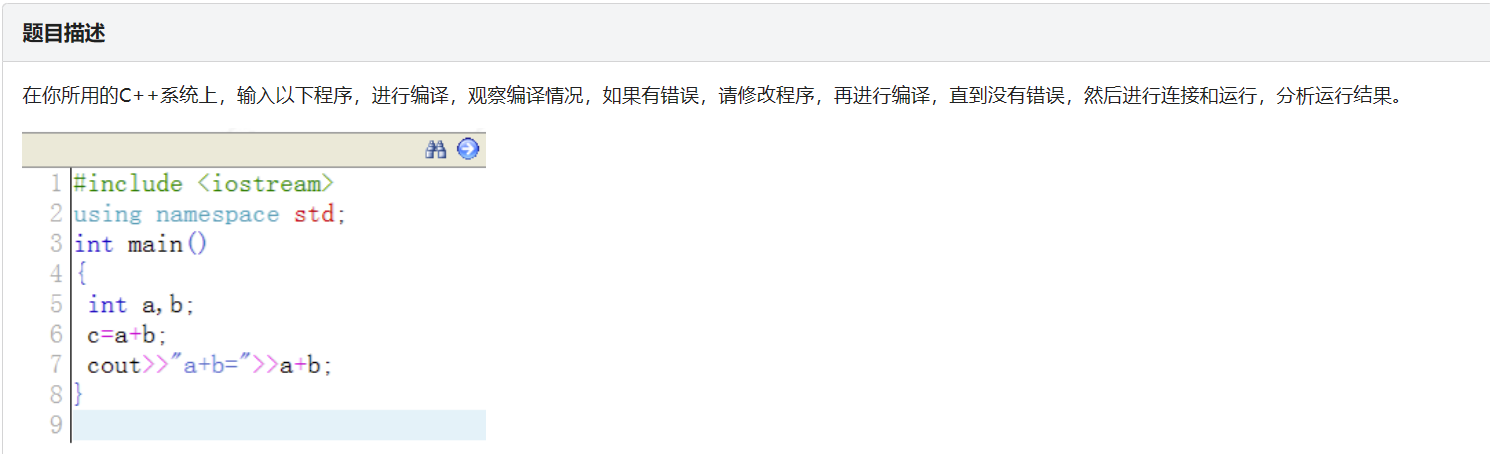 题目描述
在你所用的C++系统上，输入以下程序，进行编译，观察编译情况，如果有错误，请修改程序，再进行编译，直到没有错误，然后进行连接和运行，分析运行结果。
1 #include <iostream>
2 using namespace std;
3 int main()
4 {
5  int a,b;
6  c=a+b;
7  cout>>"a+b=">>a+b;
8 }
9